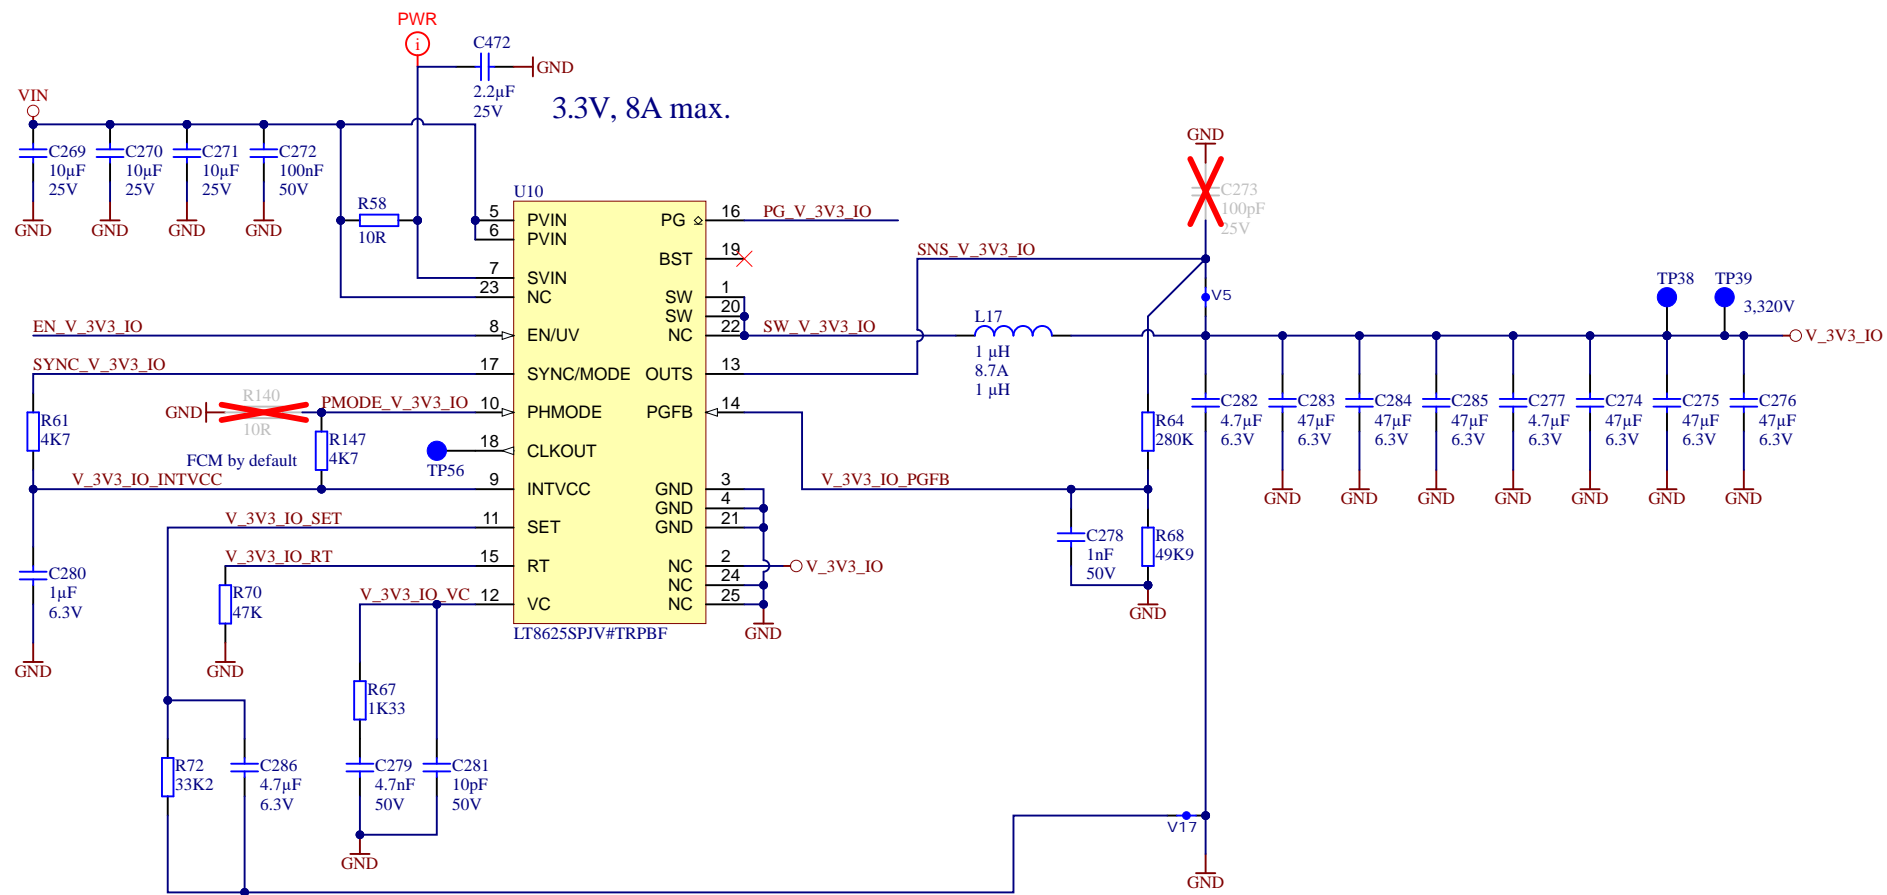 PWR
C472
GND
2.2µF
25V
3.3V, 8A max.
VIN
C269
10µF
25V
GND
C270
10µF
25V
GND
C271
10µF
25V
GND
C272
100nF
50V
GND
R58
10R
U10
5 PVIN
6 PVIN
7 SVIN
23 NC
8 EN/UV
17 SYNC/MODE
10 PHMODE
18 CLKOUT
9 INTVCC
11 SET
15 RT
12 VC
PG 16
BST 19
SW 1
SW 20
NC 22
OUTS 13
PGFB 14
GND 3
GND 4
GND 21
NC 2
NC 24
NC 25
LT8625SPJV#TRPBF
PG_V_3V3_IO
SNS_V_3V3_IO
SW_V_3V3_IO
EN_V_3V3_IO
SYNC_V_3V3_IO
R61
4K7
GND
R140
10R
PMODE_V_3V3_IO
R147
4K7
FCM by default
TP56
V_3V3_IO_INTVCC
V_3V3_IO_SET
V_3V3_IO_RT
C280
1µF
6.3V
GND
R70
47K
GND
V_3V3_IO_VC
R67
1K33
C279
4.7nF
50V
C281
10pF
50V
GND
R72
33K2
C286
4.7µF
6.3V
GND
C273
100pF
25V
V5
L17
1 µH
8.7A
1 µH
TP38
TP39
3,320V
V_3V3_IO
R64
280K
C282
4.7µF
6.3V
C283
47µF
6.3V
GND
C284
47µF
6.3V
GND
C285
47µF
6.3V
GND
C277
4.7µF
6.3V
GND
C274
47µF
6.3V
GND
C275
47µF
6.3V
GND
C276
47µF
6.3V
GND
V_3V3_IO_PGFB
C278
1nF
50V
R68
49K9
GND
V_3V3_IO
GND
V17
GND